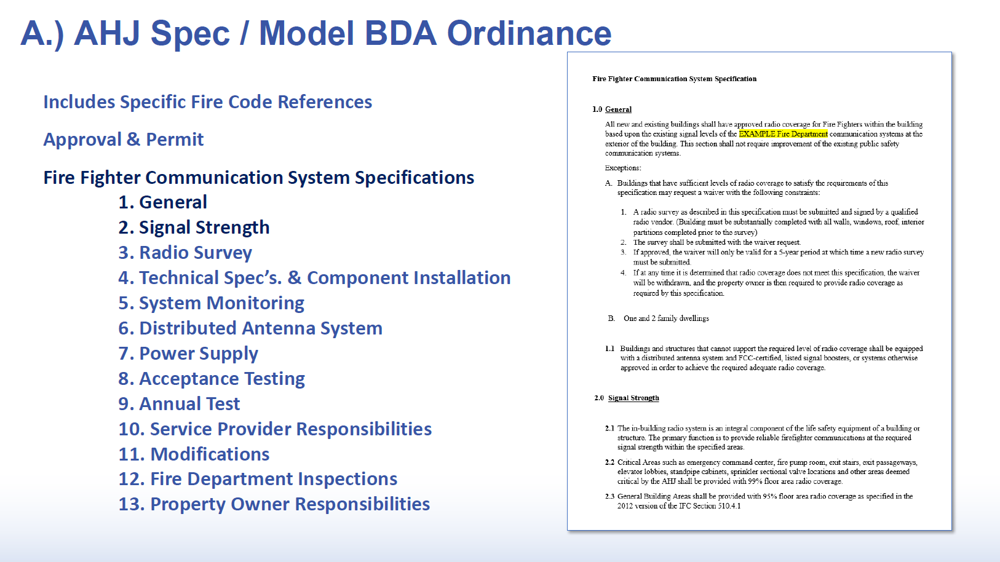 A.) AHJ Spec / Model BDA Ordinance
Includes Specific Fire Code References
Approval & Permit
Fire Fighter Communication System Specifications
1. General
2. Signal Strength
3. Radio Survey
4. Technical Spec’s. & Component Installation
5. System Monitoring
6. Distributed Antenna System
7. Power Supply
8. Acceptance Testing
9. Annual Test
10. Service Provider Responsibilities
11. Modifications
12. Fire Department Inspections
13. Property Owner Responsibilities
Fire Fighter Communication System Specification
1.0 General
All new and existing buildings shall have approved radio coverage for Fire Fighters within the building
based upon the existing signal levels of the EXAMPLE Fire Department communication systems at the
exterior of the building. This section shall not require improvement of the existing public safety
communication systems.
Exceptions:
A. Buildings that have sufficient levels of radio coverage to satisfy the requirements of this
specification may request a waiver with the following constraints:
1. A radio survey as described in this specification must be submitted and signed by a qualified
radio vendor. (Building must be substantially completed with all walls, windows, roof, interior
partitions completed prior to the survey)
2. The survey shall be submitted with the waiver request.
3. If approved, the waiver will only be valid for a 5-year period at which time a new radio survey
must be submitted.
4. If at any time it is determined that radio coverage does not meet this specification, the waiver
will be withdrawn, and the property owner is then required to provide radio coverage as
required by this specification.
B. One and 2 family dwellings
1.1 Buildings and structures that cannot support the required level of radio coverage shall be equipped
with a distributed antenna system and FCC-certified, listed signal boosters, or systems otherwise
approved in order to achieve the required adequate radio coverage.
2.0 Signal Strength
2.1 The in-building radio system is an integral component of the life safety equipment of a building or
structure. The primary function is to provide reliable firefighter communications at the required
signal strength within the specified areas.
2.2 Critical Areas such as emergency command center, fire pump room, exit stairs, exit passageways,
elevator lobbies, standpipe cabinets, sprinkler sectional valve locations and other areas deemed
critical by the AHJ shall be provided with 99% floor area radio coverage.
2.3 General Building Areas shall be provided with 95% floor area radio coverage as specified in the
2012 version of the IFC Section 510.4.1